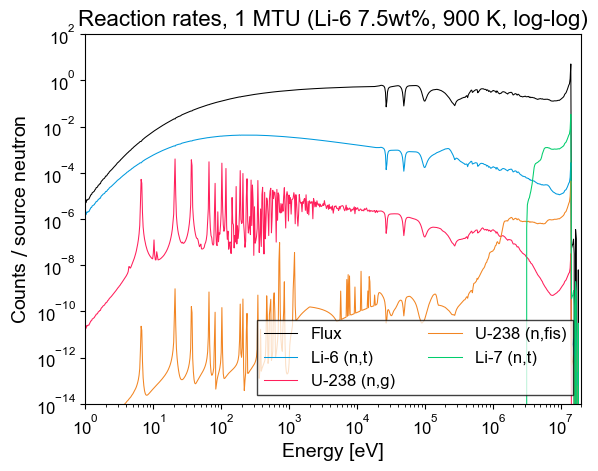 Reaction rates, 1 MTU (Li-6 7.5wt%, 900 K, log-log)
Counts / source neutron
10^2
10^0
10^−2
10^−4
10^−6
10^−8
10^−10
10^−12
10^−14
Flux
Li-6 (n,t)
U-238 (n,g)
U-238 (n,fis)
Li-7 (n,t)
10^0 10^1 10^2 10^3 10^4 10^5 10^6 10^7
Energy [eV]